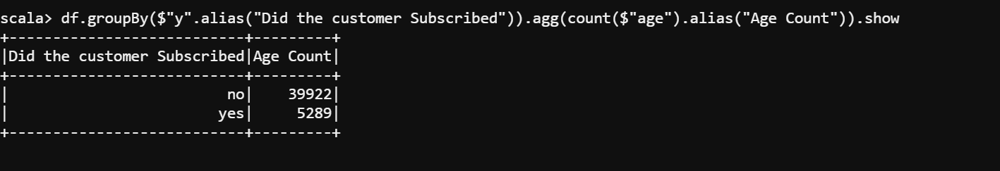 scala> df.groupBy($"y".alias("Did the customer Subscribed")).agg(count($"age").alias("Age Count")).show
+---------------------------+---------+
|Did the customer Subscribed|Age Count|
+---------------------------+---------+
|                         no|    39922|
|                        yes|     5289|
+---------------------------+---------+